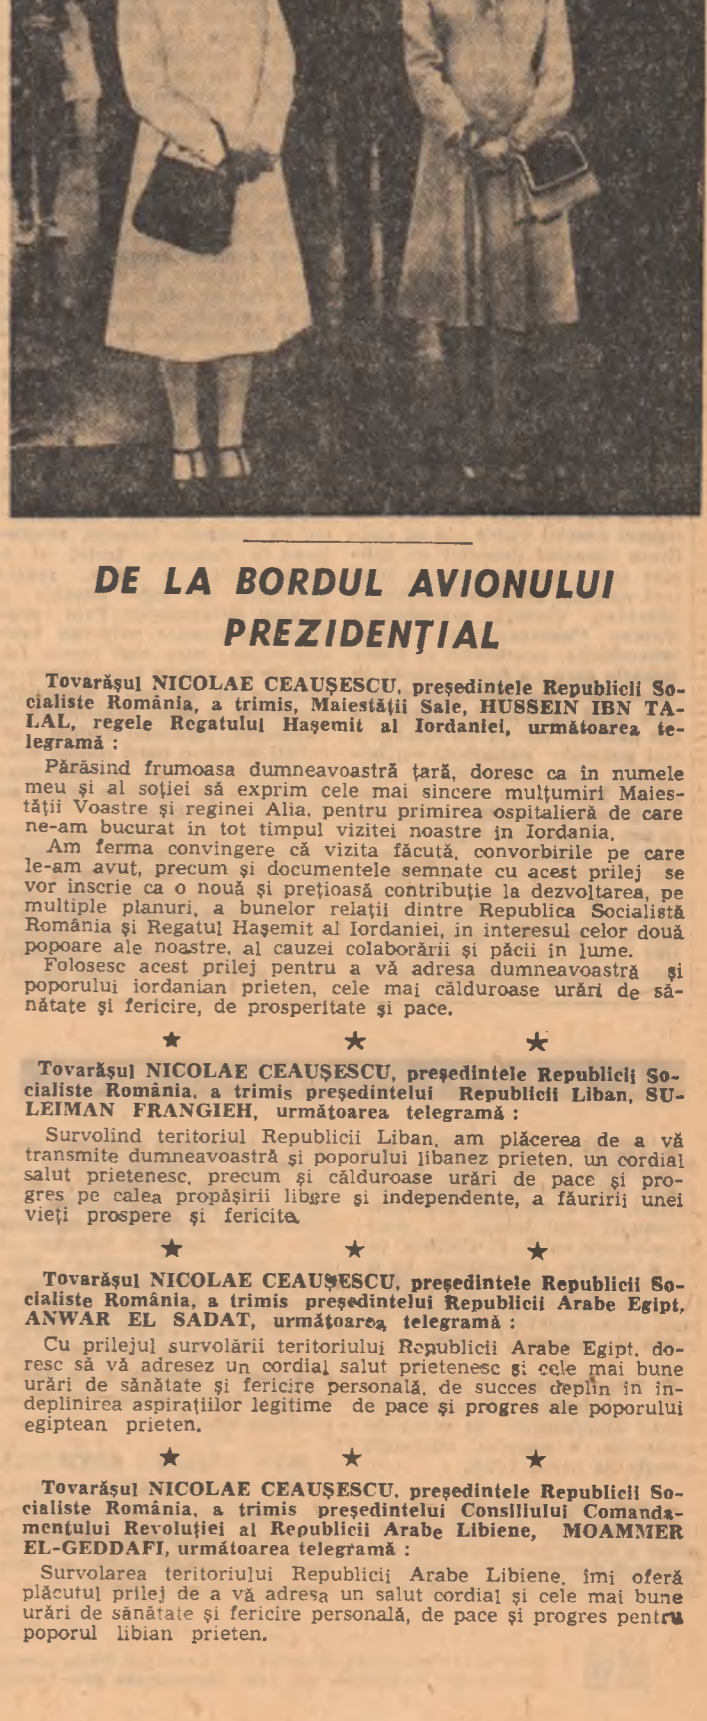 DE LA BORDUL AVIONULUI
PREZIDENȚIAL
Tovarășul NICOLAE CEAUȘESCU, președintele Republicii So-
cialiste România, a trimis, Maiestății Sale, HUSSEIN IBN TA-
LAL, regele Regatului Hașemit al Iordaniei, următoarea te-
legramă :
Părăsind frumoasa dumneavoastră țară, doresc ca în numele
meu și al soției să exprim cele mai sincere mulțumiri Maies-
tății Voastre și reginei Alia, pentru primirea ospitalieră de care
ne-am bucurat în tot timpul vizitei noastre în Iordania.
Am ferma convingere că vizita făcută, convorbirile pe care
le-am avut, precum și documentele semnate cu acest prilej se
vor înscrie ca o nouă și prețioasă contribuție la dezvoltarea, pe
multiple planuri, a bunelor relații dintre Republica Socialistă
România și Regatul Hașemit al Iordaniei, în interesul celor două
popoare ale noastre, al cauzei colaborării și păcii în lume.
Folosesc acest prilej pentru a vă adresa dumneavoastră și
poporului iordanian prieten, cele mai călduroase urări de să-
nătate și fericire, de prosperitate și pace.
★ ★ ★
Tovarășul NICOLAE CEAUȘESCU, președintele Republicii So-
cialiste România, a trimis președintelui Republicii Liban, SU-
LEIMAN FRANGIEH, următoarea telegramă :
Survolînd teritoriul Republicii Liban, am plăcerea de a vă
transmite dumneavoastră și poporului libanez prieten, un cordial
salut prietenesc, precum și călduroase urări de pace și pro-
gres pe calea propășirii libere și independente, a făuririi unei
vieți prospere și fericite.
★ ★ ★
Tovarășul NICOLAE CEAUȘESCU, președintele Republicii So-
cialiste România, a trimis președintelui Republicii Arabe Egipt,
ANWAR EL SADAT, următoarea telegramă :
Cu prilejul survolării teritoriului Republicii Arabe Egipt, do-
resc să vă adresez un cordial salut prietenesc și cele mai bune
urări de sănătate și fericire personală, de succes deplin în în-
deplinirea aspirațiilor legitime de pace și progres ale poporului
egiptean prieten.
★ ★ ★
Tovarășul NICOLAE CEAUȘESCU, președintele Republicii So-
cialiste România, a trimis președintelui Consiliului Comanda-
mentului Revoluției al Republicii Arabe Libiene, MOAMMER
EL-GEDDAFI, următoarea telegramă :
Survolarea teritoriului Republicii Arabe Libiene, îmi oferă
plăcutul prilej de a vă adresa un salut cordial și cele mai bune
urări de sănătate și fericire personală, de pace și progres pentru
poporul libian prieten.